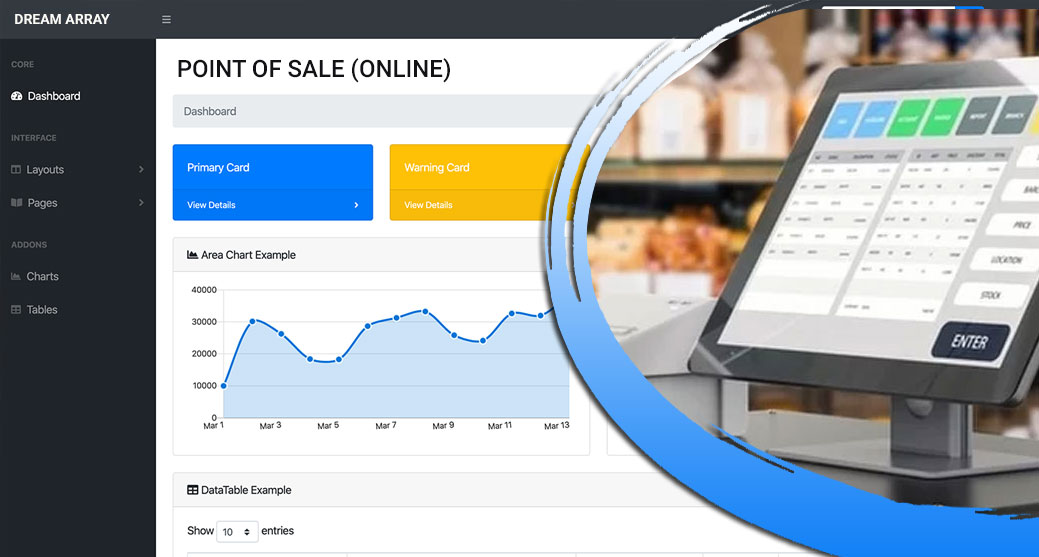 DREAM ARRAY
CORE
Dashboard
INTERFACE
Layouts
Pages
ADDONS
Charts
Tables
POINT OF SALE (ONLINE)
Dashboard
Primary Card
View Details
Warning Card
View Details
Area Chart Example
40000
30000
20000
10000
0
Mar 1 Mar 3 Mar 5 Mar 7 Mar 9 Mar 11 Mar 13
DataTable Example
Show 10 entries
PRICE
LOCATION
STOCK
ENTER